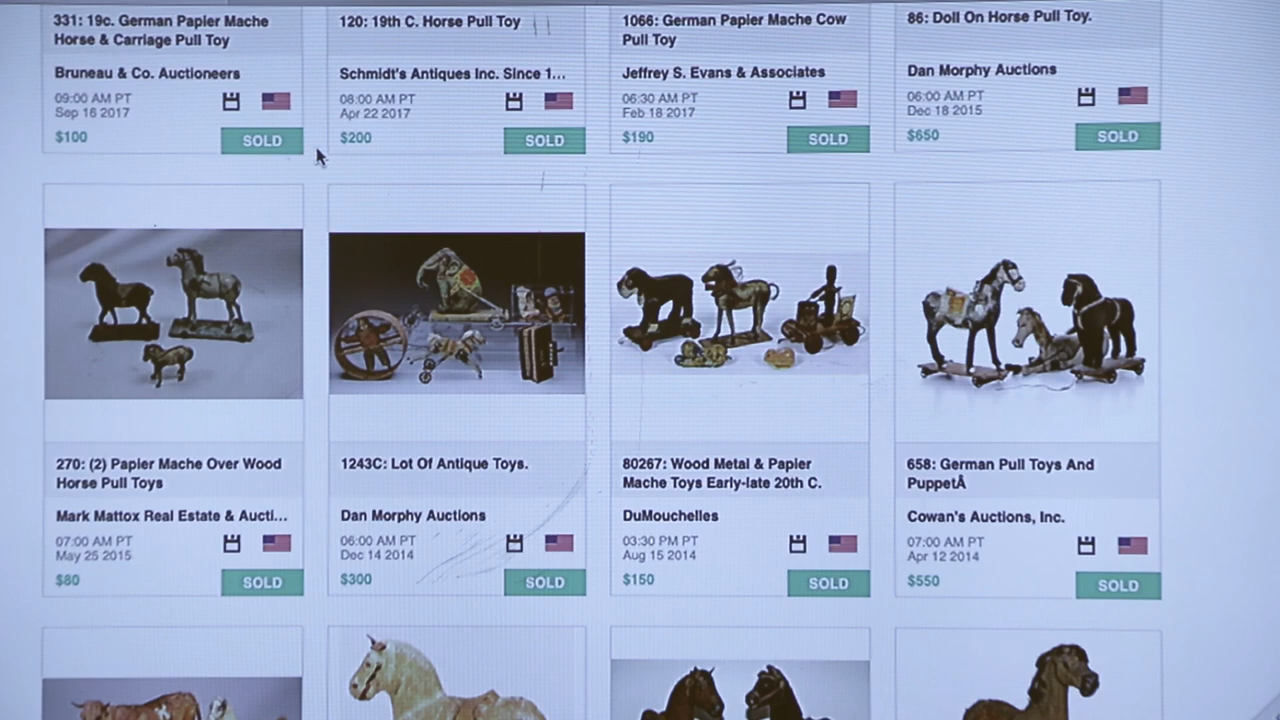 331: 19c. German Papier Mache
Horse & Carriage Pull Toy
Bruneau & Co. Auctioneers
09:00 AM PT
Sep 16 2017
$100
SOLD
120: 19th C. Horse Pull Toy
Schmidt's Antiques Inc. Since 1...
08:00 AM PT
Apr 22 2017
$200
SOLD
1066: German Papier Mache Cow
Pull Toy
Jeffrey S. Evans & Associates
06:30 AM PT
Feb 18 2017
$190
SOLD
86: Doll On Horse Pull Toy.
Dan Morphy Auctions
06:00 AM PT
Dec 18 2015
$650
SOLD
270: (2) Papier Mache Over Wood
Horse Pull Toys
Mark Mattox Real Estate & Aucti...
07:00 AM PT
May 25 2015
$80
SOLD
1243C: Lot Of Antique Toys.
Dan Morphy Auctions
06:00 AM PT
Dec 14 2014
$300
SOLD
80267: Wood Metal & Papier
Mache Toys Early-late 20th C.
DuMouchelles
03:30 PM PT
Aug 15 2014
$150
SOLD
658: German Pull Toys And
PuppetÂ
Cowan's Auctions, Inc.
07:00 AM PT
Apr 12 2014
$550
SOLD